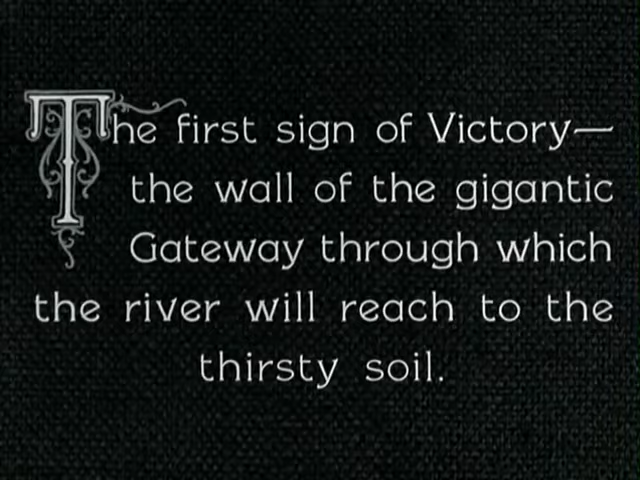 The first sign of Victory—
the wall of the gigantic
Gateway through which
the river will reach to the
thirsty soil.